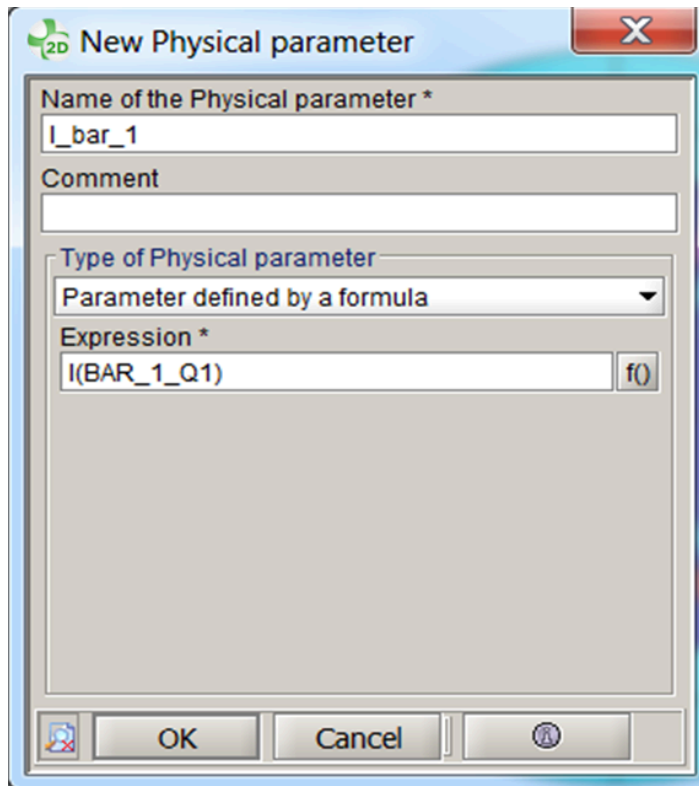 2D New Physical parameter
Name of the Physical parameter *
I_bar_1
Comment
Type of Physical parameter
Parameter defined by a formula
Expression *
I(BAR_1_Q1)
f()
OK Cancel